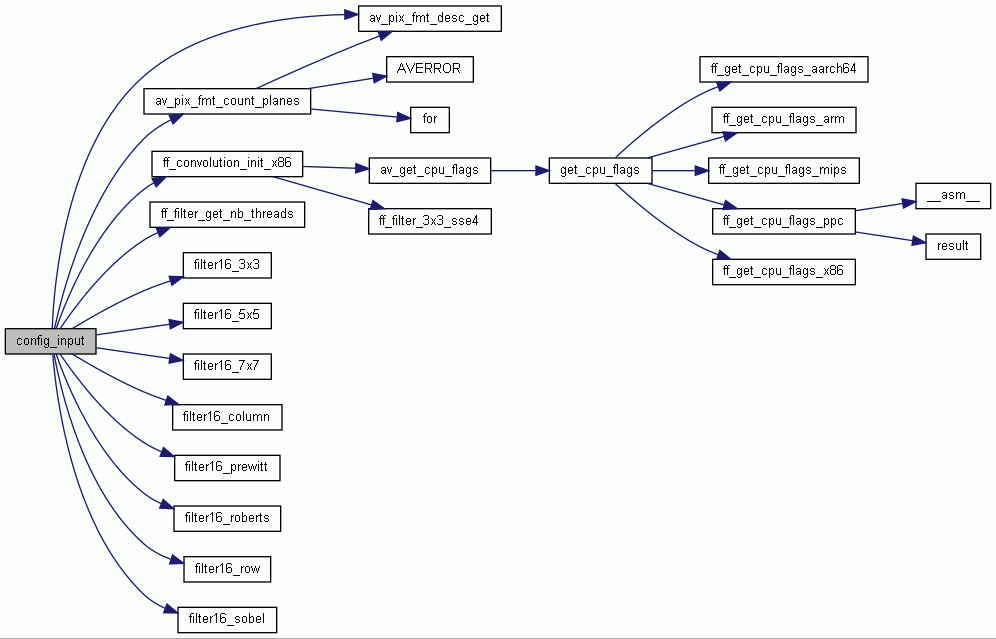 av_pix_fmt_desc_get
AVERROR
ff_get_cpu_flags_aarch64
av_pix_fmt_count_planes
for
ff_get_cpu_flags_arm
ff_convolution_init_x86
av_get_cpu_flags
get_cpu_flags
ff_get_cpu_flags_mips
__asm__
ff_filter_get_nb_threads
ff_filter_3x3_sse4
ff_get_cpu_flags_ppc
result
filter16_3x3
ff_get_cpu_flags_x86
filter16_5x5
config_input
filter16_7x7
filter16_column
filter16_prewitt
filter16_roberts
filter16_row
filter16_sobel